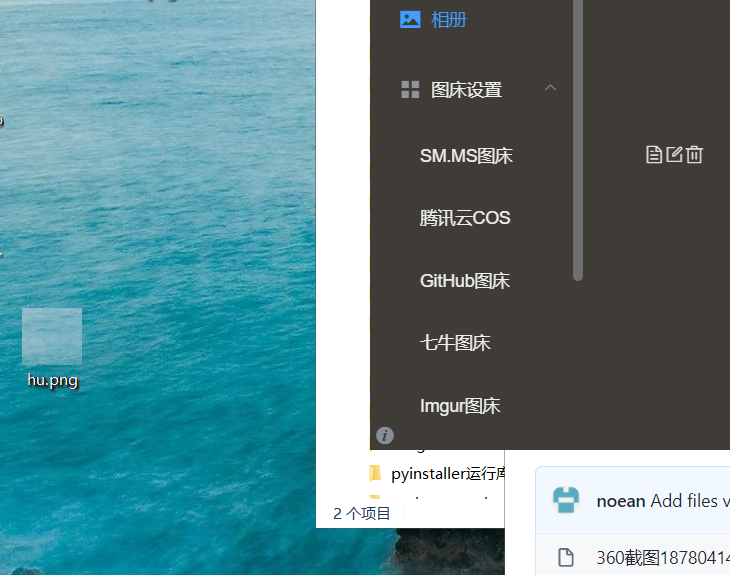 相册
图床设置
SM.MS图床
腾讯云COS
GitHub图床
七牛图床
hu.png
Imgur图床
pyinstaller运行库
2 个项目
noean Add files
360截图1878041